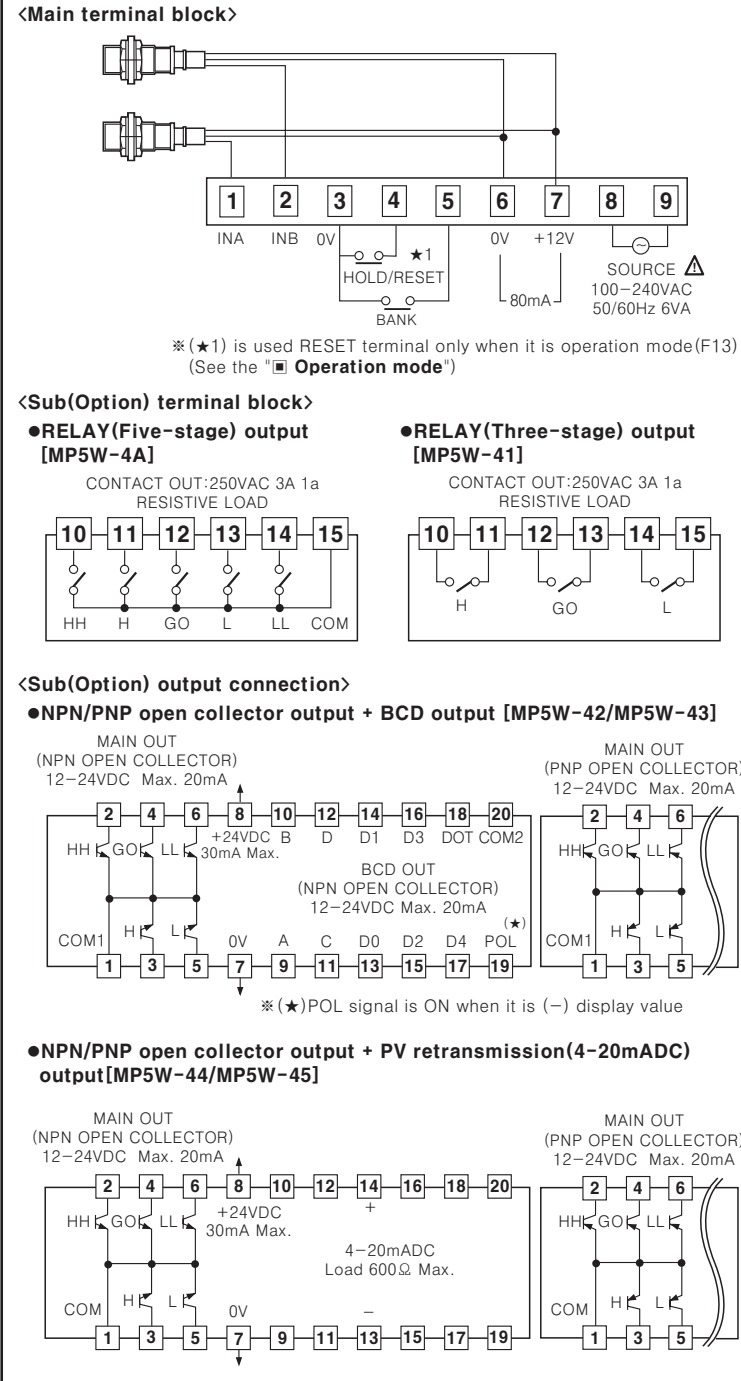 <Main terminal block>
1 2 3 4 5 6 7 8 9
INA INB 0V 0V +12V
★1
HOLD/RESET
BANK
80mA
SOURCE ⚠
100-240VAC
50/60Hz 6VA
※(★1) is used RESET terminal only when it is operation mode(F13)
(See the "▣ Operation mode")
<Sub(Option) terminal block>
●RELAY(Five-stage) output
[MP5W-4A]
CONTACT OUT:250VAC 3A 1a
RESISTIVE LOAD
10 11 12 13 14 15
HH H GO L LL COM
●RELAY(Three-stage) output
[MP5W-41]
CONTACT OUT:250VAC 3A 1a
RESISTIVE LOAD
10 11 12 13 14 15
H GO L
<Sub(Option) output connection>
●NPN/PNP open collector output + BCD output [MP5W-42/MP5W-43]
MAIN OUT
(NPN OPEN COLLECTOR)
12-24VDC Max. 20mA
2 4 6 8 10 12 14 16 18 20
HH GO LL +24VDC B D D1 D3 DOT COM2
30mA Max.
BCD OUT
(NPN OPEN COLLECTOR)
12-24VDC Max. 20mA
(★)
H L
COM1 0V A C D0 D2 D4 POL
1 3 5 7 9 11 13 15 17 19
MAIN OUT
(PNP OPEN COLLECTOR)
12-24VDC Max. 20mA
2 4 6
HH GO LL
H L
COM1
1 3 5
※(★)POL signal is ON when it is (-) display value
●NPN/PNP open collector output + PV retransmission(4-20mADC)
output[MP5W-44/MP5W-45]
MAIN OUT
(NPN OPEN COLLECTOR)
12-24VDC Max. 20mA
2 4 6 8 10 12 14 16 18 20
HH GO LL +24VDC +
30mA Max.
4-20mADC
Load 600Ω Max.
H L
COM 0V −
1 3 5 7 9 11 13 15 17 19
MAIN OUT
(PNP OPEN COLLECTOR)
12-24VDC Max. 20mA
2 4 6
HH GO LL
H L
COM
1 3 5